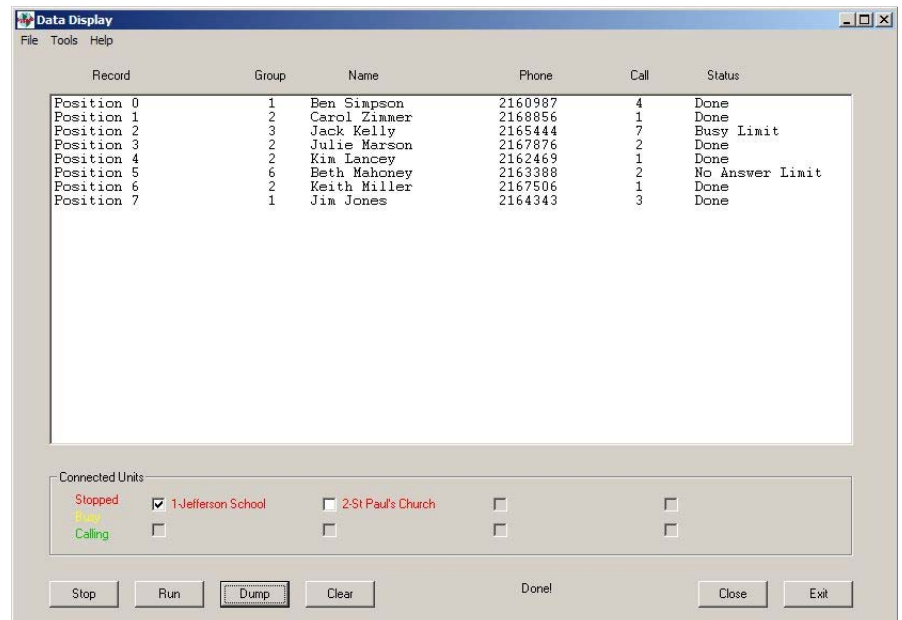 Data Display
File Tools Help
Record Group Name Phone Call Status
Position 0 1 Ben Simpson 2160987 4 Done
Position 1 2 Carol Zimmer 2168856 1 Done
Position 2 3 Jack Kelly 2165444 7 Busy Limit
Position 3 2 Julie Marson 2167876 2 Done
Position 4 2 Kim Lancey 2162469 1 Done
Position 5 6 Beth Mahoney 2163388 2 No Answer Limit
Position 6 2 Keith Miller 2167506 1 Done
Position 7 1 Jim Jones 2164343 3 Done
Connected Units
Stopped 1-Jefferson School 2-St Paul's Church
Busy
Calling
Stop Run Dump Clear Done! Close Exit